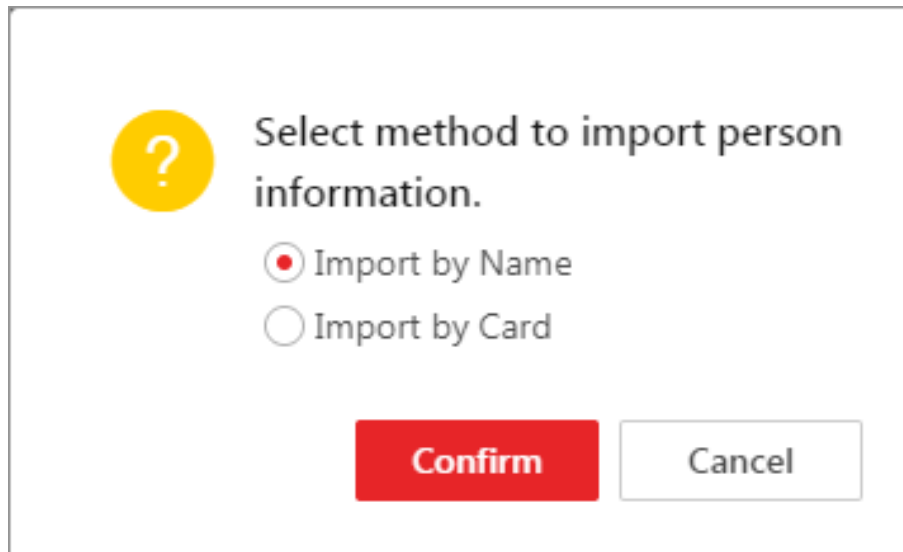 ?
Select method to import person
information.
Import by Name
Import by Card
Confirm
Cancel